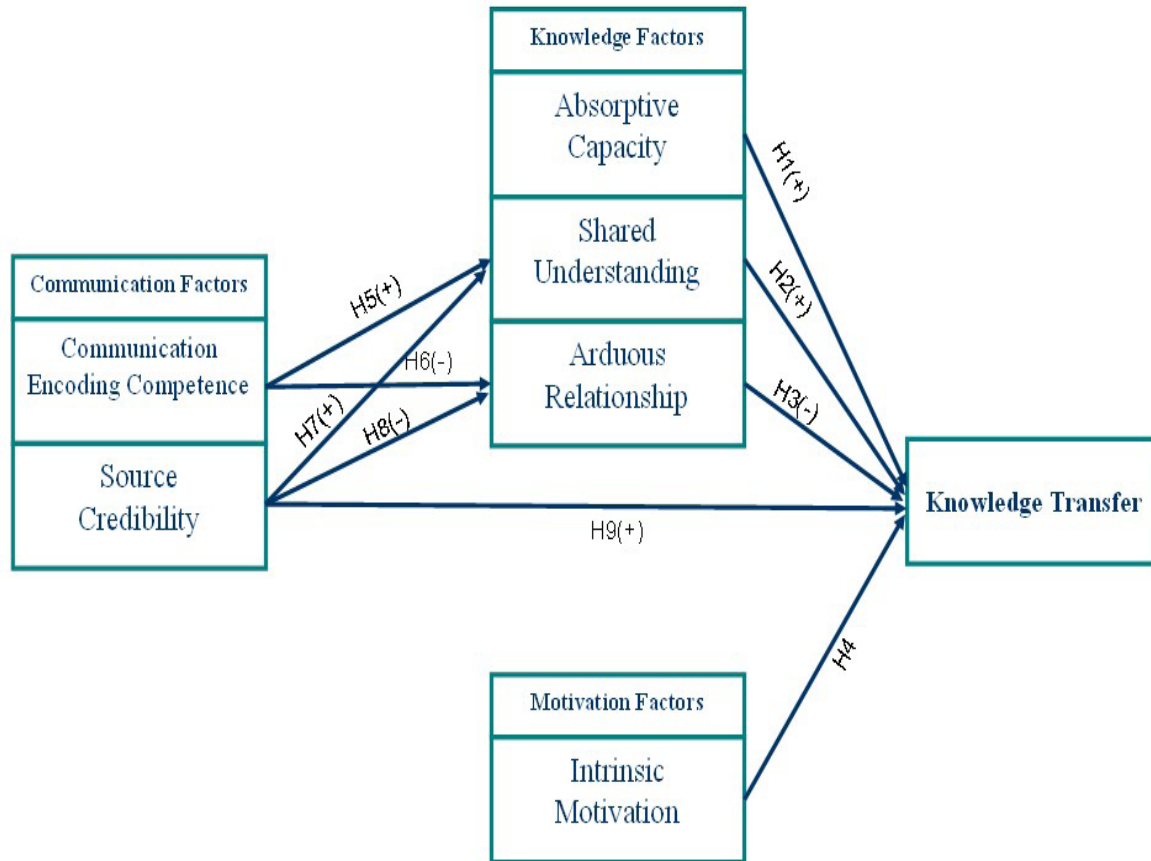 Knowledge Factors
Absorptive
Capacity
H1(+)
Shared
Understanding
H2(+)
Communication Factors
H5(+)
Communication
Encoding Competence
H6(-)
Arduous
Relationship
H3(-)
H7(+)
H8(-)
Source
Credibility
Knowledge Transfer
H9(+)
H4
Motivation Factors
Intrinsic
Motivation